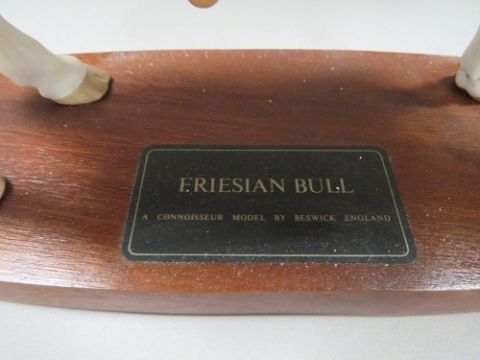 FRIESIAN BULL
A CONNOISSEUR MODEL BY BESWICK ENGLAND